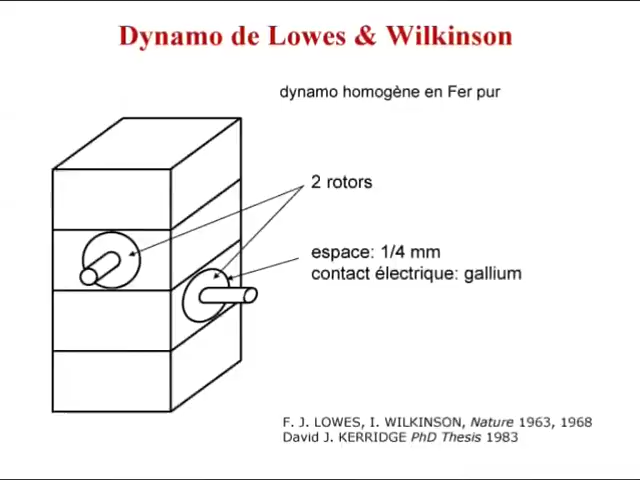 Dynamo de Lowes & Wilkinson
dynamo homogène en Fer pur
2 rotors
espace: 1/4 mm
contact électrique: gallium
F. J. LOWES, I. WILKINSON, Nature 1963, 1968
David J. KERRIDGE PhD Thesis 1983